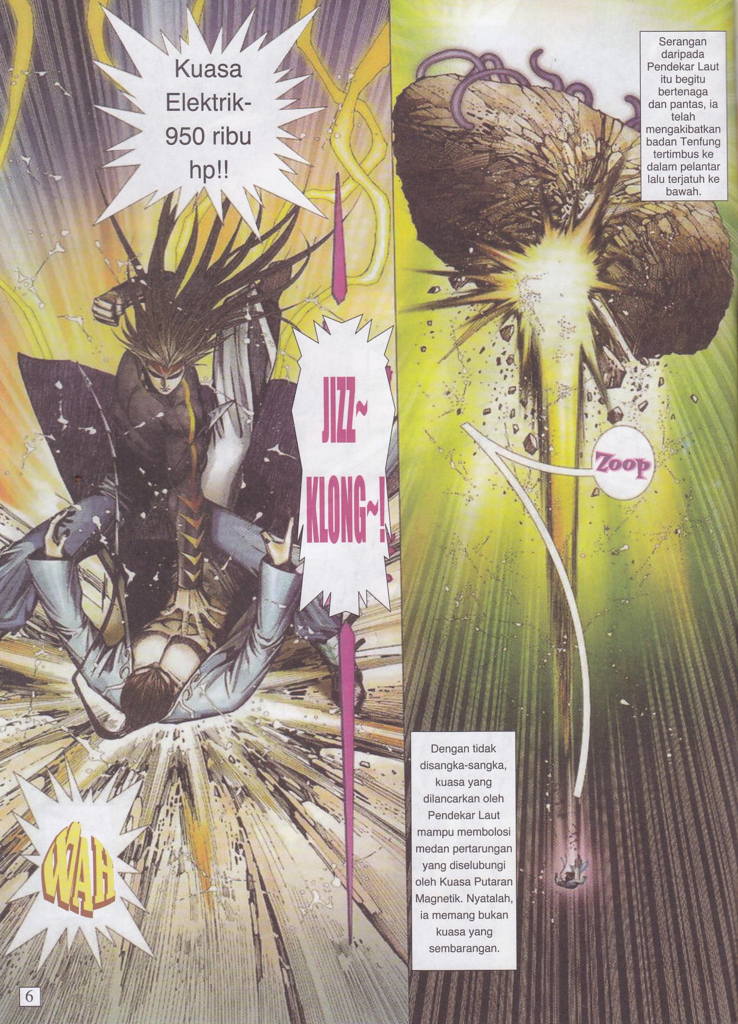 Kuasa
Elektrik-
950 ribu
hp!!
JIZZ~
KLONG~!
WAH
6
Serangan
daripada
Pendekar Laut
itu begitu
bertenaga
dan pantas, ia
telah
mengakibatkan
badan Tenfung
tertimbus ke
dalam pelantar
lalu terjatuh ke
bawah.
Zoop
Dengan tidak
disangka-sangka,
kuasa yang
dilancarkan oleh
Pendekar Laut
mampu membolosi
medan pertarungan
yang diselubungi
oleh Kuasa Putaran
Magnetik. Nyatalah,
ia memang bukan
kuasa yang
sembarangan.